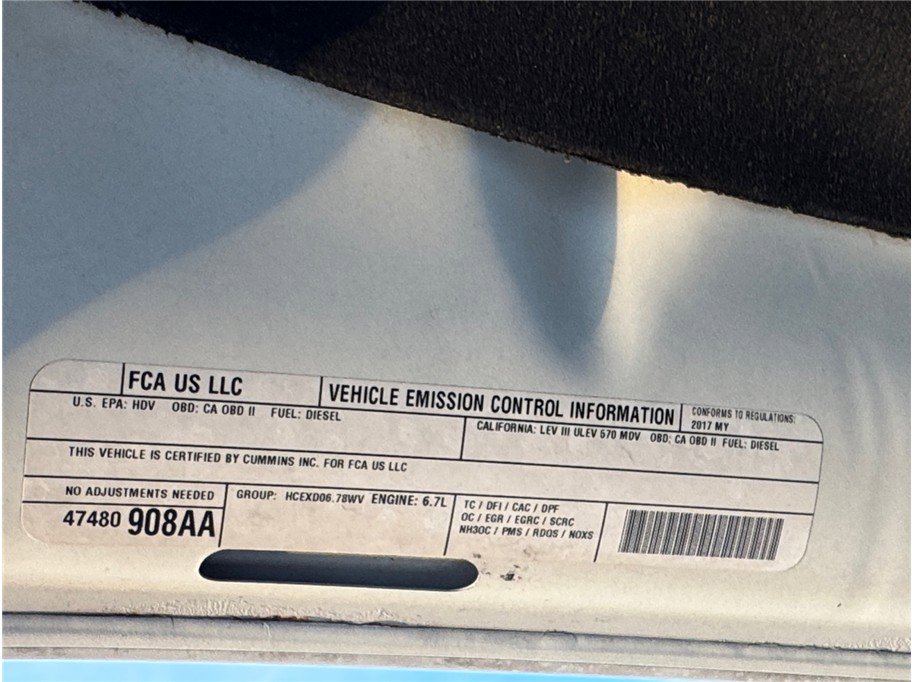 FCA US LLC
VEHICLE EMISSION CONTROL INFORMATION
CONFORMS TO REGULATIONS:
2017 MY
U.S. EPA: HDV OBD: CA OBD II FUEL: DIESEL
CALIFORNIA: LEV III ULEV 570 MDV OBD: CA OBD II FUEL: DIESEL
THIS VEHICLE IS CERTIFIED BY CUMMINS INC. FOR FCA US LLC
NO ADJUSTMENTS NEEDED
47480 908AA
GROUP: HCEXD06.78WV ENGINE: 6.7L
TC / DFI / CAC / DPF
OC / EGR / EGRC / SCRC
NH3OC / PMS / RDQS / NOXS